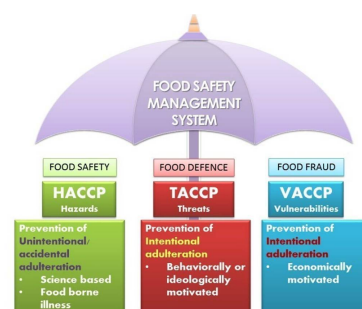 FOOD SAFETY
MANAGEMENT
SYSTEM
FOOD SAFETY
HACCP
Hazards
Prevention of
Unintentional/
accidental
adulteration
• Science based
• Food borne
illness
FOOD DEFENCE
TACCP
Threats
Prevention of
Intentional
adulteration
• Behaviorally or
ideologically
motivated
FOOD FRAUD
VACCP
Vulnerabilities
Prevention of
Intentional
adulteration
• Economically
motivated